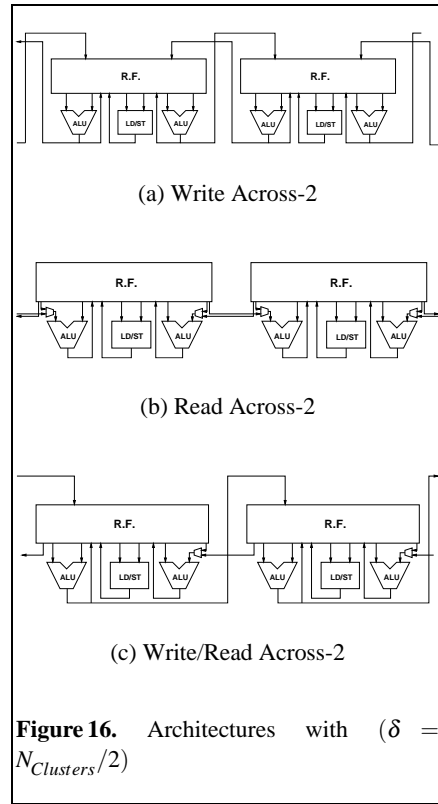 R.F. R.F.
ALU LD/ST ALU ALU LD/ST ALU
(a) Write Across-2
R.F. R.F.
ALU LD/ST ALU ALU LD/ST ALU
(b) Read Across-2
R.F. R.F.
ALU LD/ST ALU ALU LD/ST ALU
(c) Write/Read Across-2
Figure 16. Architectures with (δ =
N_{Clusters}/2)